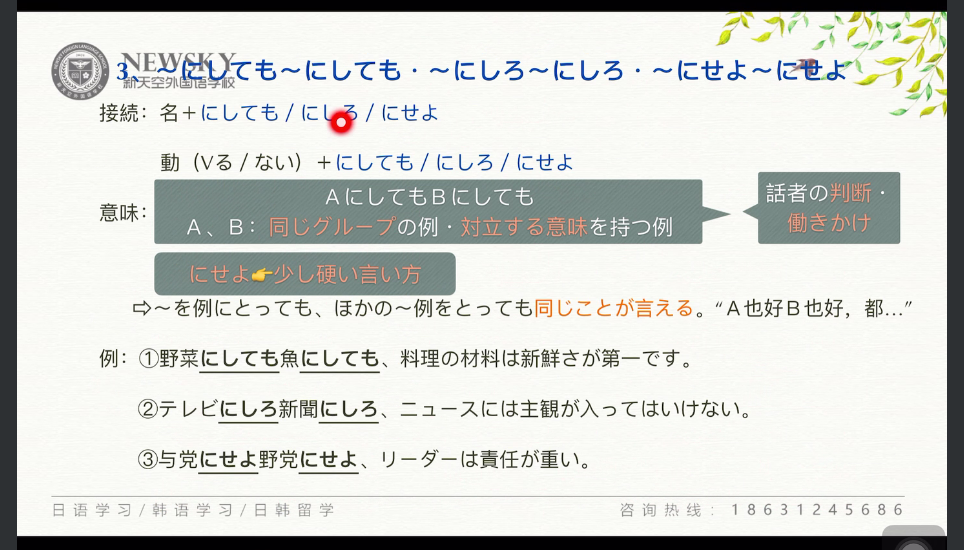 NEWSKY
新天空外国语学校
3、～にしても～にしても・～にしろ～にしろ・～にせよ～にせよ
接続：名＋にしても / にしろ / にせよ
動（Vる / ない）＋にしても / にしろ / にせよ
意味：
ＡにしてもＢにしても
Ａ、Ｂ：同じグループの例・対立する意味を持つ例
話者の判断・
働きかけ
にせよ👉少し硬い言い方
⇨～を例にとっても、ほかの～例をとっても同じことが言える。“Ａ也好Ｂ也好，都…”
例：①野菜にしても魚にしても、料理の材料は新鮮さが第一です。
②テレビにしろ新聞にしろ、ニュースには主観が入ってはいけない。
③与党にせよ野党にせよ、リーダーは責任が重い。
日语学习/韩语学习/日韩留学
咨询热线：18631245686